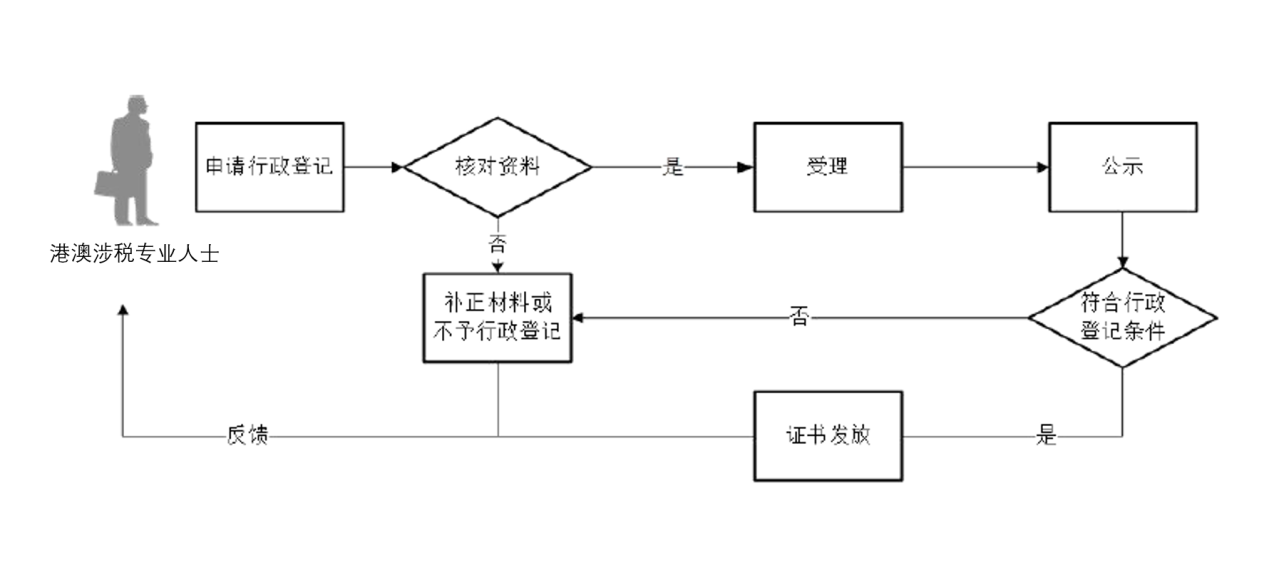 申请行政登记
核对资料
是
受理
公示
港澳涉税专业人士
否
补正材料或
不予行政登记
否
符合行政
登记条件
反馈
证书发放
是